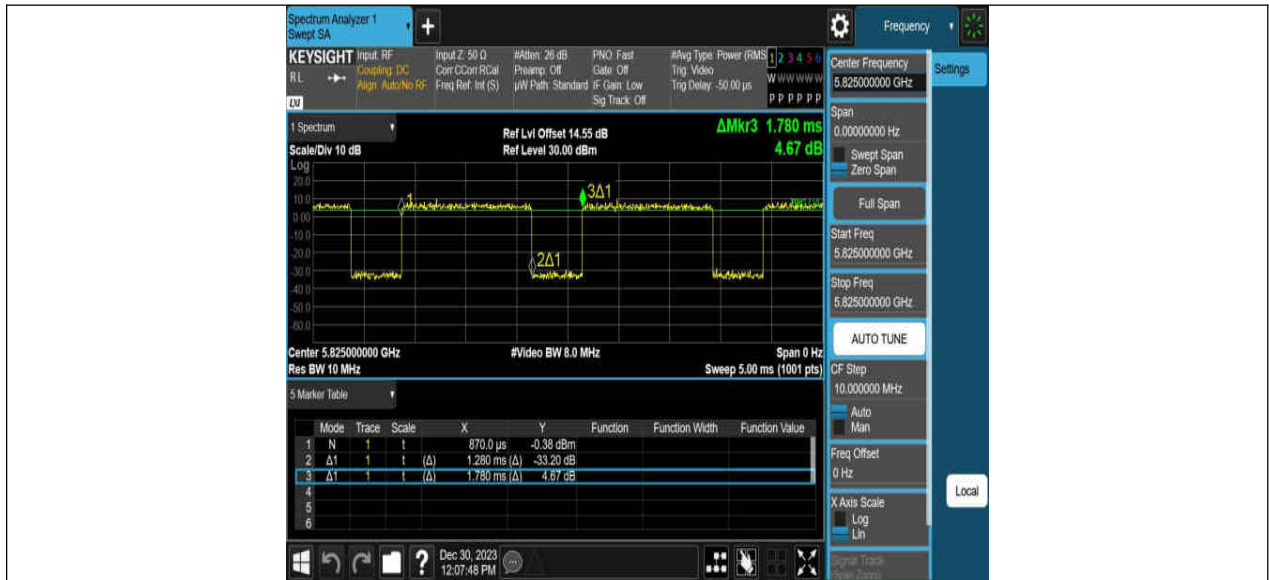 Spectrum Analyzer 1
Swept SA
+
Frequency
KEYSIGHT
RL
LXI
Input: RF
Coupling: DC
Align: Auto/No RF
Input Z: 50 Ω
Corr CCorr RCal
Freq Ref: Int (S)
#Atten: 26 dB
Preamp: Off
µW Path: Standard
PNO: Fast
Gate: Off
IF Gain: Low
Sig Track: Off
#Avg Type: Power (RMS
Trig: Video
Trig Delay: -50.00 µs
1 2 3 4 5 6
W W W W W W
P P P P P P
1 Spectrum
Scale/Div 10 dB
Log
Ref Lvl Offset 14.55 dB
Ref Level 30.00 dBm
ΔMkr3 1.780 ms
4.67 dB
20.0
10.0
0.00
-10.0
-20.0
-30.0
-40.0
-50.0
-60.0
1
3Δ1
2Δ1
Center 5.825000000 GHz
#Video BW 8.0 MHz
Span 0 Hz
Res BW 10 MHz
Sweep 5.00 ms (1001 pts)
5 Marker Table
Mode Trace Scale X Y Function Function Width Function Value
1 N 1 t 870.0 µs -0.38 dBm
2 Δ1 1 t (Δ) 1.280 ms (Δ) -33.20 dB
3 Δ1 1 t (Δ) 1.780 ms (Δ) 4.67 dB
4
5
6
?
Dec 30, 2023
12:07:48 PM
Center Frequency
5.825000000 GHz
Span
0.00000000 Hz
Swept Span
Zero Span
Full Span
Start Freq
5.825000000 GHz
Stop Freq
5.825000000 GHz
AUTO TUNE
CF Step
10.000000 MHz
Auto
Man
Freq Offset
0 Hz
X Axis Scale
Log
Lin
Signal Track
Settings
Local